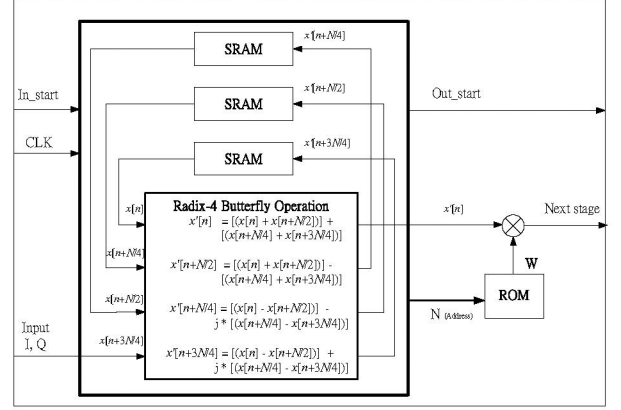 x'[n+N/4]
SRAM
x'[n+N/2]
In_start
SRAM
Out_start
CLK
x'[n+3N/4]
SRAM
x[n]
Radix-4 Butterfly Operation
x'[n] = [(x[n] + x[n+N/2])] +
[(x[n+N/4] + x[n+3N/4])]
x'[n]
Next stage
x[n+N/4]
x'[n+N/2] = [(x[n] + x[n+N/2])] -
[(x[n+N/4] + x[n+3N/4])]
W
x[n+N/2]
x'[n+N/4] = [(x[n] - x[n+N/2])] -
j* [(x[n+N/4] - x[n+3N/4])]
ROM
N (Address)
Input
I, Q
x[n+3N/4]
x'[n+3N/4] = [(x[n] - x[n+N/2])] +
j* [(x[n+N/4] - x[n+3N/4])]